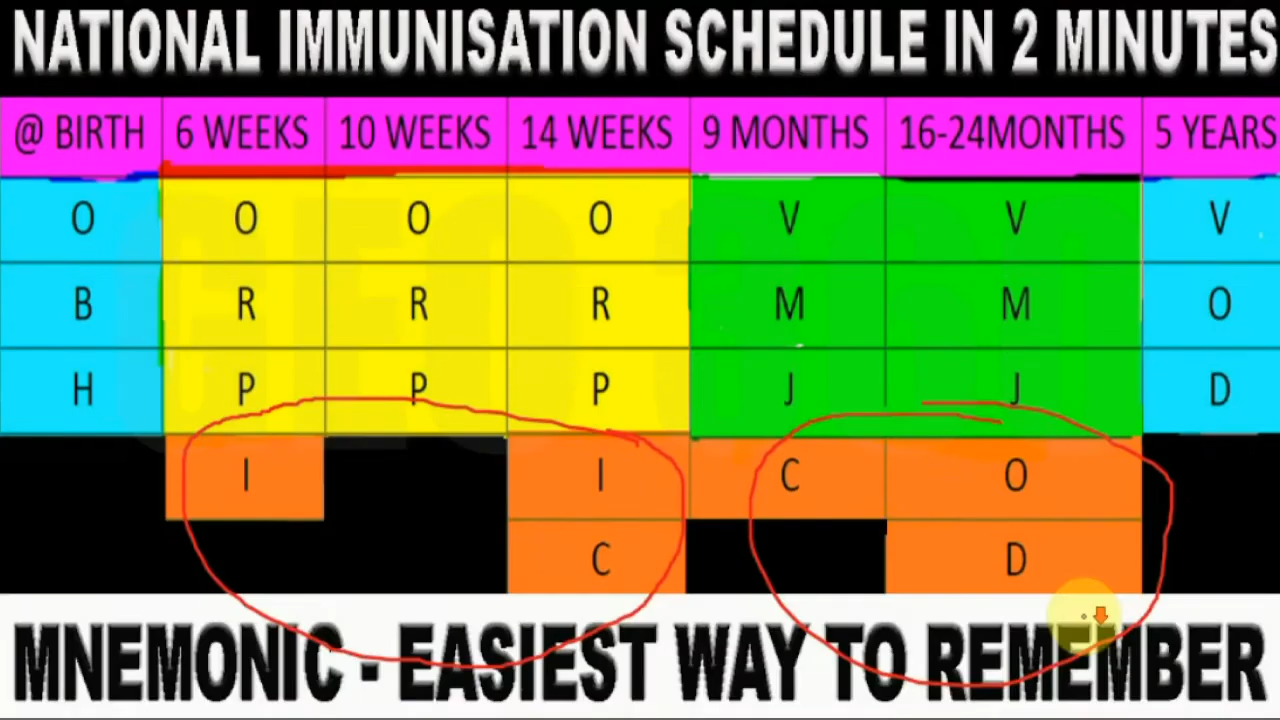 NATIONAL IMMUNISATION SCHEDULE IN 2 MINUTES
@ BIRTH 6 WEEKS 10 WEEKS 14 WEEKS 9 MONTHS 16-24MONTHS 5 YEARS
O O O O V V V
B R R R M M O
H P P P J J D
I I C O
C D
MNEMONIC - EASIEST WAY TO REMEMBER